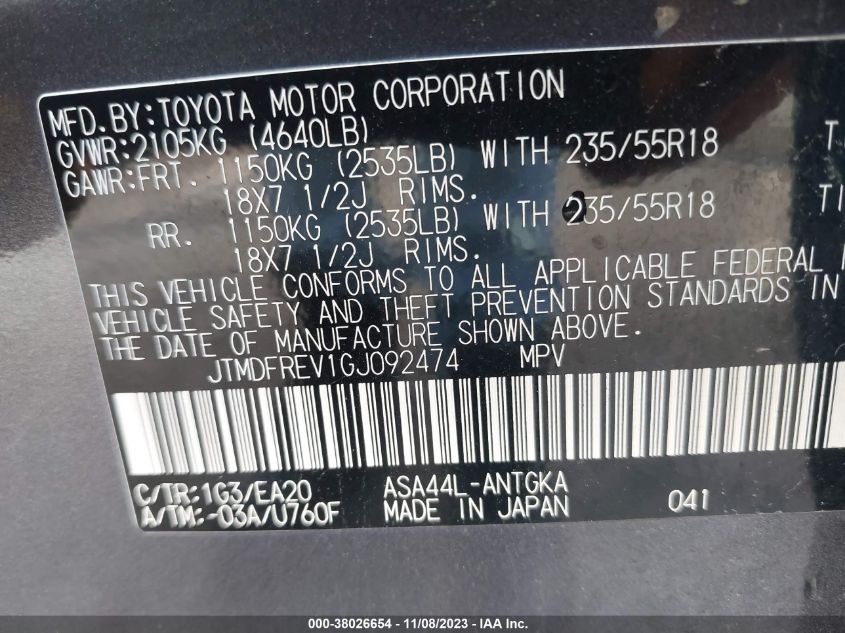 MFD. BY: TOYOTA MOTOR CORPORATION
GVWR: 2105KG (4640LB)
GAWR: FRT. 1150KG (2535LB) WITH 235/55R18
18X7 1/2J RIMS.
RR. 1150KG (2535LB) WITH 235/55R18
18X7 1/2J RIMS.
THIS VEHICLE CONFORMS TO ALL APPLICABLE FEDERAL
VEHICLE SAFETY AND THEFT PREVENTION STANDARDS IN
THE DATE OF MANUFACTURE SHOWN ABOVE.
JTMDFREV1GJ092474 MPV
C/TR: 1G3/EA20 ASA44L-ANTGKA
A/TM: -03A/U760F MADE IN JAPAN 041
000-38026654 - 11/08/2023 - IAA Inc.